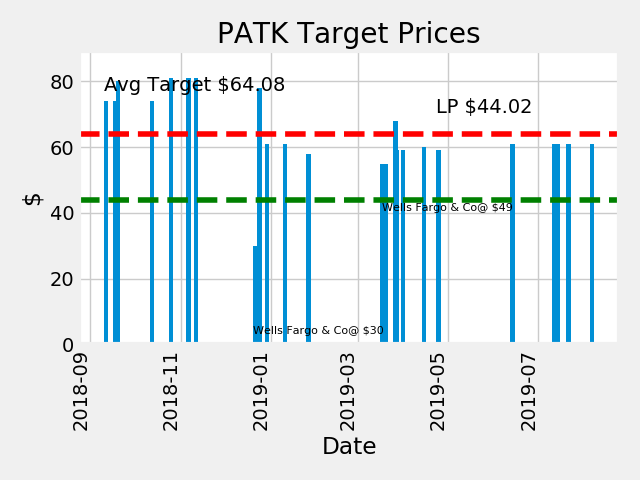 PATK Target Prices
Avg Target $64.08
LP $44.02
Wells Fargo & Co@ $49
Wells Fargo & Co@ $30
$
80
60
40
20
0
2018-09
2018-11
2019-01
2019-03
2019-05
2019-07
Date